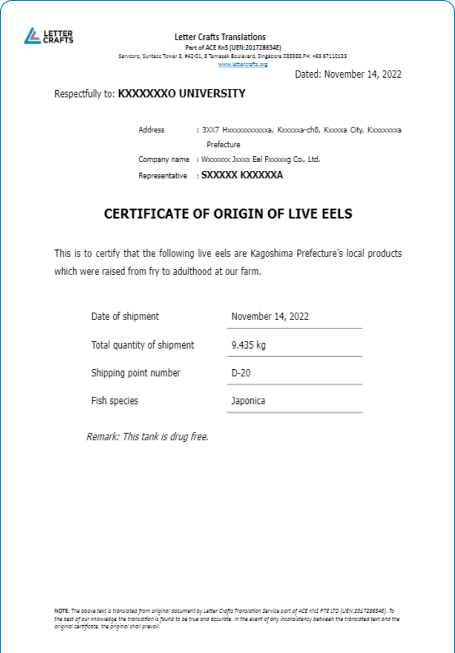 LETTER
CRAFTS
Letter Crafts Translations
Part of ACE KnS (UEN:201728634E)
Servcorp, Suntecc Tower 3, #42-01, 8 Temasek Boulevard, Singapore 038988.PH: +65 67110133
www.lettercrafts.org
Dated: November 14, 2022
Respectfully to: KXXXXXXO UNIVERSITY
Address : 3XX7 Hxxxxxxxxxxa, Kxxxxxa-chō, Kxxxxa City, Kxxxxxxxa
Prefecture
Company name : Wxxxxxx Jxxxx Eel Fxxxxxg Co., Ltd.
Representative : SXXXXX KXXXXXA
CERTIFICATE OF ORIGIN OF LIVE EELS
This is to certify that the following live eels are Kagoshima Prefecture's local products
which were raised from fry to adulthood at our farm.
Date of shipment November 14, 2022
Total quantity of shipment 9.435 kg
Shipping point number D-20
Fish species Japonica
Remark: This tank is drug free.
NOTE: The above text is translated from original document by Letter Crafts Translation Service part of ACE KNS PTE LTD (UEN:201728634E). To
the best of our knowledge the translation is found to be true and accurate. In the event of any inconsistency between the translated text and the
original certificate, the original shall prevail.